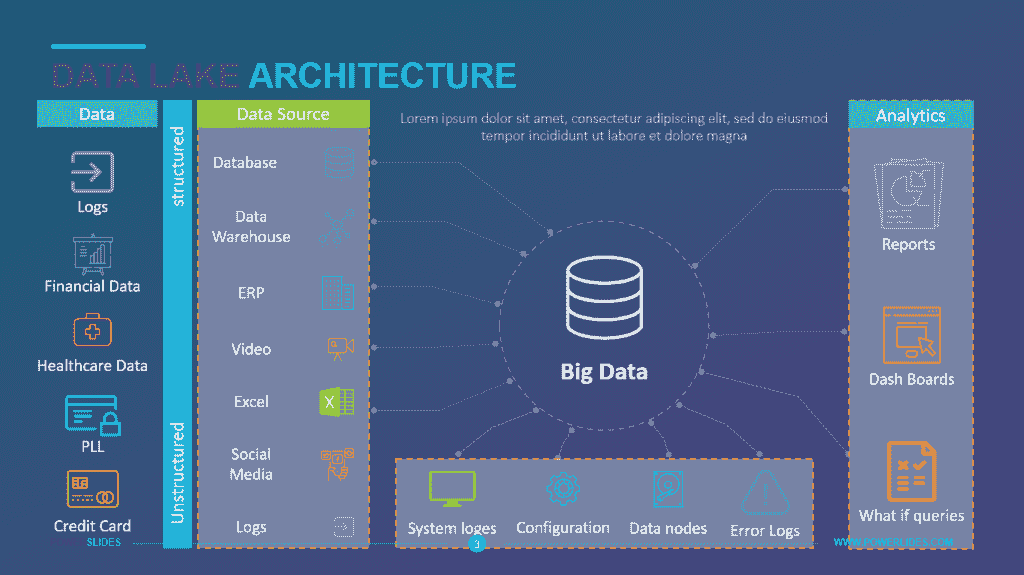 DATA LAKE ARCHITECTURE
Data
Logs
Financial Data
Healthcare Data
PLL
Credit Card
structured
Unstructured
Data Source
Database
Data
Warehouse
ERP
Video
Excel
X
Social
Media
Logs
Lorem ipsum dolor sit amet, consectetur adipiscing elit, sed do eiusmod
tempor incididunt ut labore et dolore magna
Big Data
System loges
Configuration
Data nodes
Error Logs
Analytics
Reports
Dash Boards
What if queries
SLIDES
3
WWW.POWERSLIDES.COM